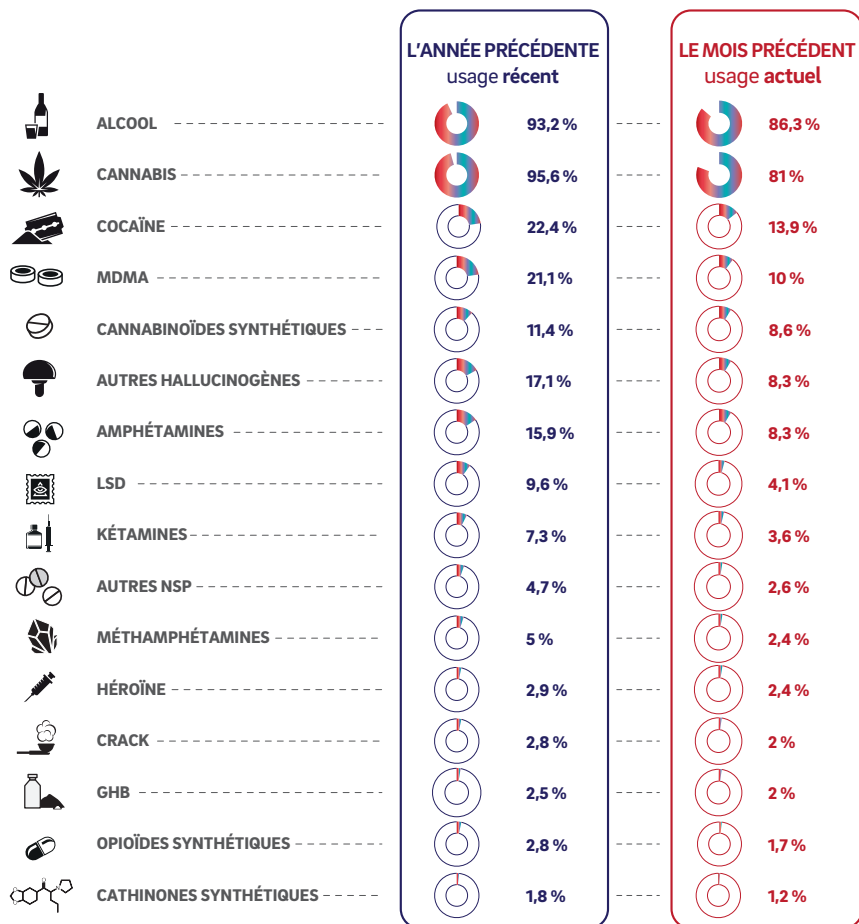 L'ANNÉE PRÉCÉDENTE
usage récent
LE MOIS PRÉCÉDENT
usage actuel
ALCOOL 93,2 % 86,3 %
CANNABIS 95,6 % 81 %
COCAÏNE 22,4 % 13,9 %
MDMA 21,1 % 10 %
CANNABINOÏDES SYNTHÉTIQUES 11,4 % 8,6 %
AUTRES HALLUCINOGÈNES 17,1 % 8,3 %
AMPHÉTAMINES 15,9 % 8,3 %
LSD 9,6 % 4,1 %
KÉTAMINES 7,3 % 3,6 %
AUTRES NSP 4,7 % 2,6 %
MÉTHAMPHÉTAMINES 5 % 2,4 %
HÉROÏNE 2,9 % 2,4 %
CRACK 2,8 % 2 %
GHB 2,5 % 2 %
OPIOÏDES SYNTHÉTIQUES 2,8 % 1,7 %
CATHINONES SYNTHÉTIQUES 1,8 % 1,2 %